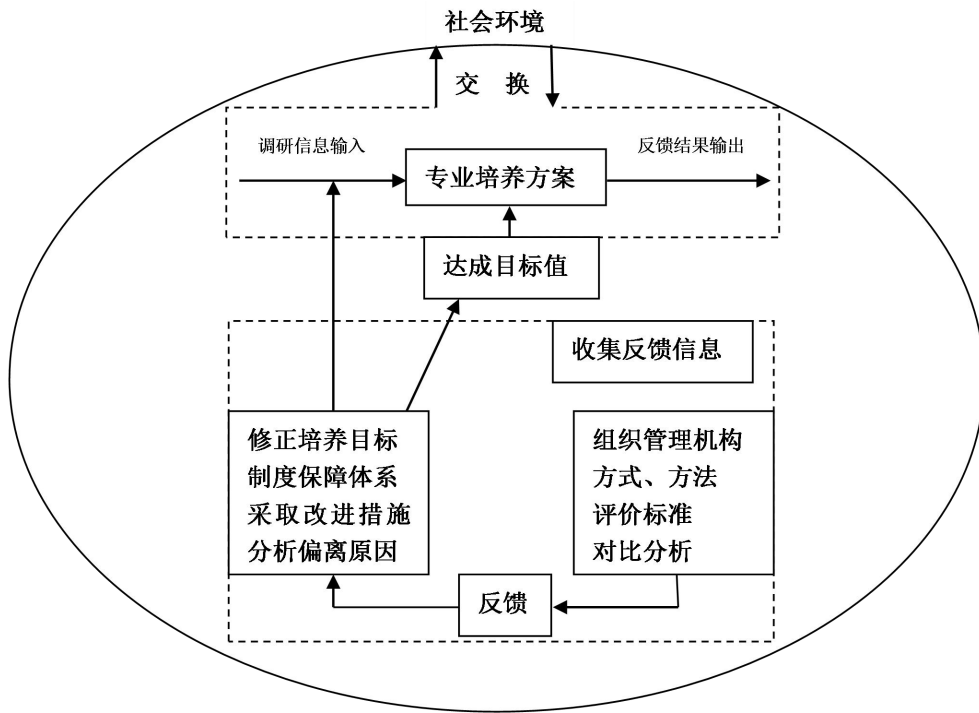 社会环境
交 换
调研信息输入
反馈结果输出
专业培养方案
达成目标值
收集反馈信息
修正培养目标
制度保障体系
采取改进措施
分析偏离原因
组织管理机构
方式、方法
评价标准
对比分析
反馈